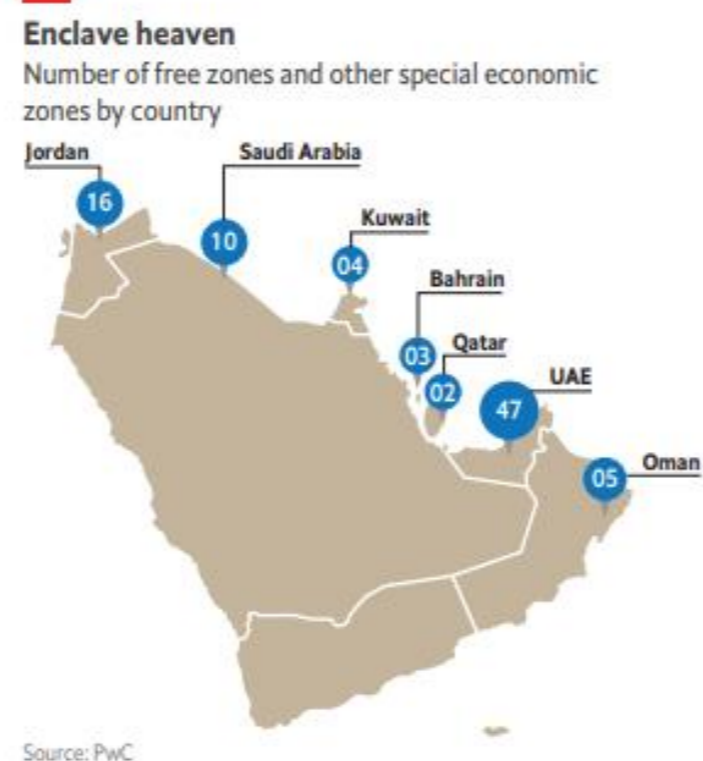 Enclave heaven
Number of free zones and other special economic
zones by country
Jordan
16
Saudi Arabia
10
Kuwait
04
Bahrain
03
Qatar
02
UAE
47
Oman
05
Source: PwC